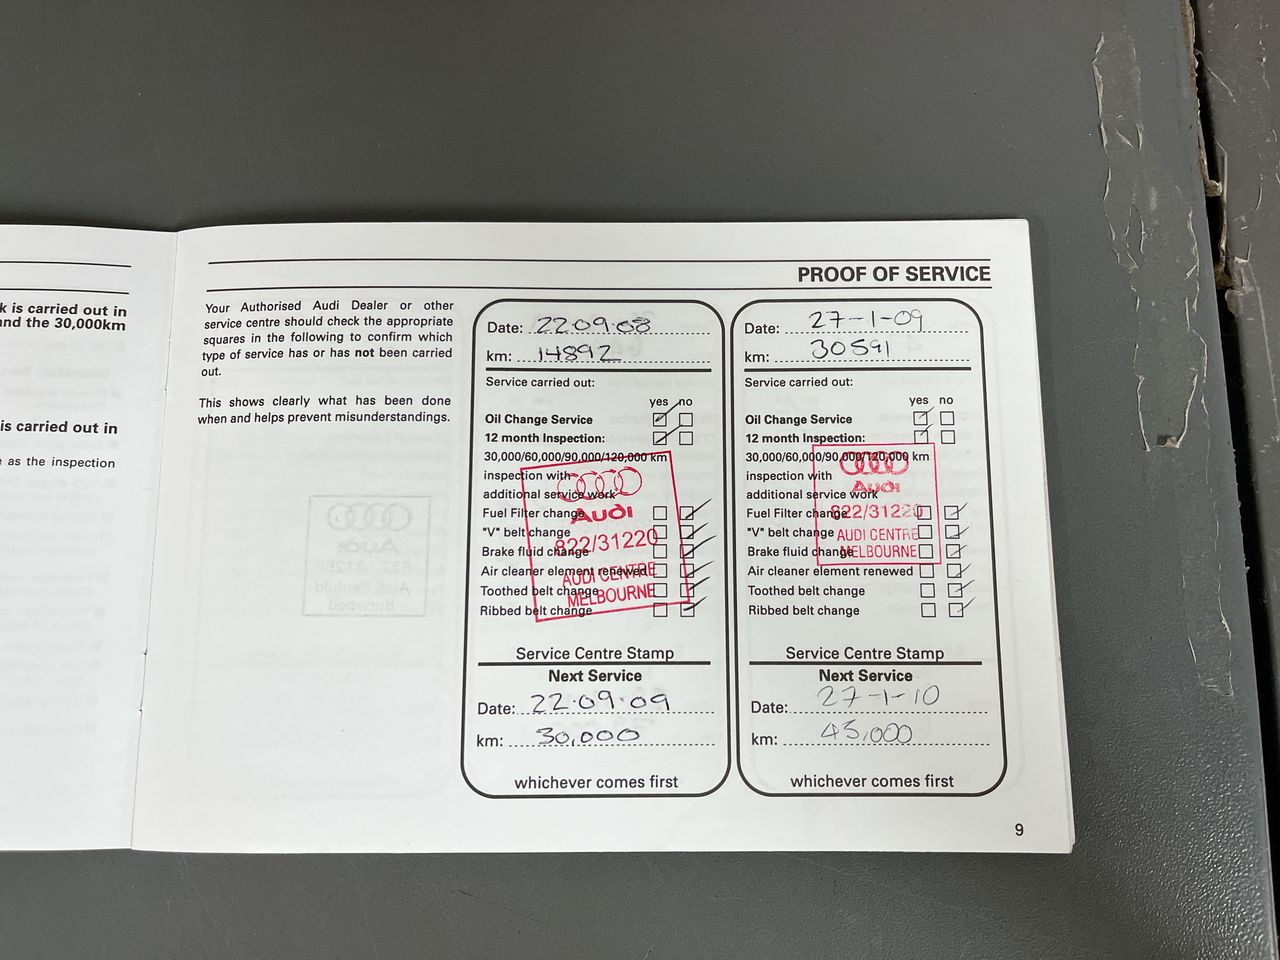 k is carried out in
and the 30,000km
is carried out in
e as the inspection
PROOF OF SERVICE
Your Authorised Audi Dealer or other
service centre should check the appropriate
squares in the following to confirm which
type of service has or has not been carried
out.
This shows clearly what has been done
when and helps prevent misunderstandings.
Date: 22.09.08
km: 14892
Service carried out:
yes no
Oil Change Service
12 month Inspection:
30,000/60,000/90,000/120,000 km
inspection with
additional service work
Fuel Filter change
"V" belt change
Brake fluid change
Air cleaner element renewed
Toothed belt change
Ribbed belt change
Audi
822/31220
AUDI CENTRE
MELBOURNE
Service Centre Stamp
Next Service
Date: 22.09.09
km: 30,000
whichever comes first
Date: 27-1-09
km: 30591
Service carried out:
yes no
Oil Change Service
12 month Inspection:
30,000/60,000/90,000/120,000 km
inspection with
additional service work
Fuel Filter change
"V" belt change
Brake fluid change
Air cleaner element renewed
Toothed belt change
Ribbed belt change
Audi
822/31220
AUDI CENTRE
MELBOURNE
Service Centre Stamp
Next Service
Date: 27-1-10
km: 45,000
whichever comes first
9